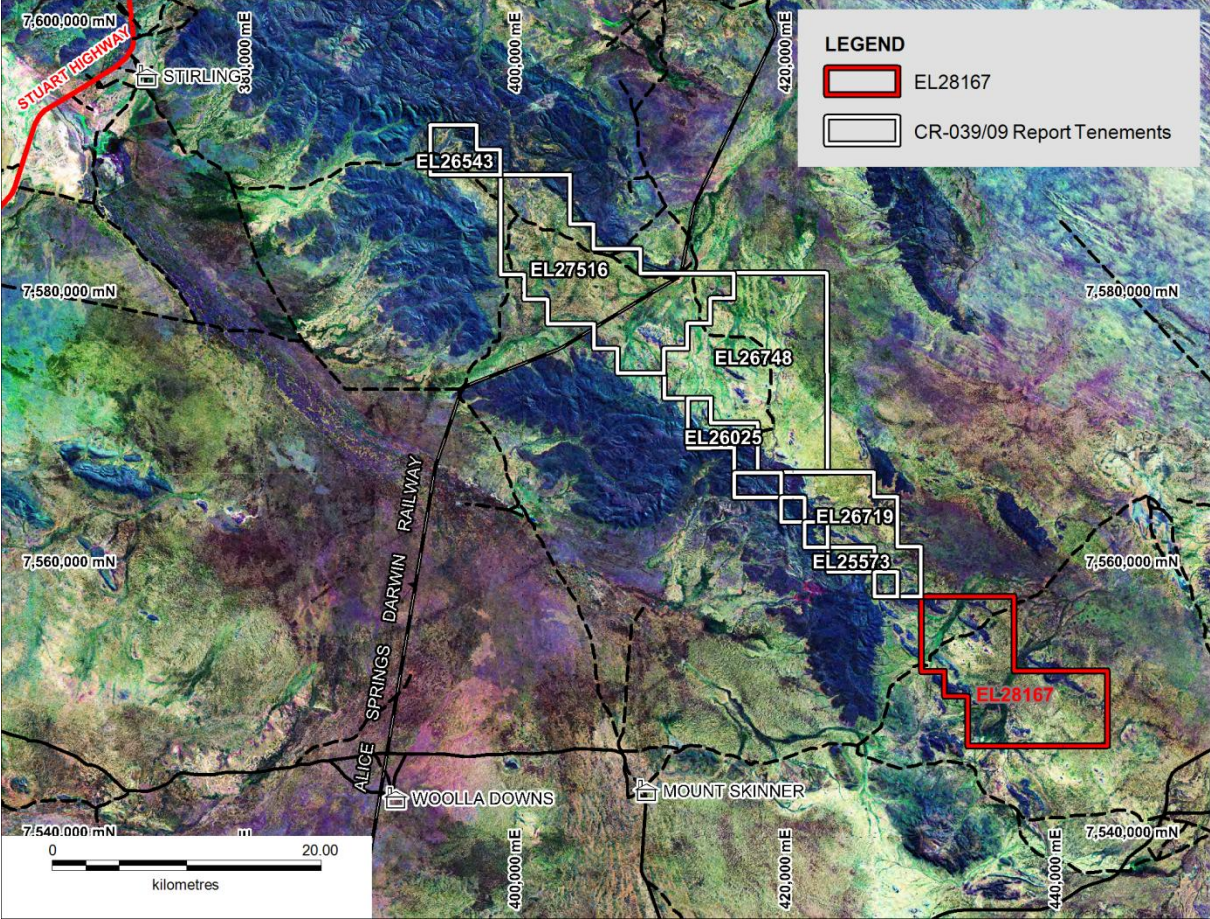 7,600,000 mN
STUART HIGHWAY
STIRLING
380,000 mE
400,000 mE
420,000 mE
LEGEND
EL28167
CR-039/09 Report Tenements
EL26543
EL27516
7,580,000 mN
7,580,000 mN
EL26748
EL26025
EL26719
EL25573
7,560,000 mN
7,560,000 mN
EL28167
ALICE SPRINGS DARWIN RAILWAY
WOOLLA DOWNS
MOUNT SKINNER
7,540,000 mN
7,540,000 mN
400,000 mE
420,000 mE
440,000 mE
0 20.00
kilometres